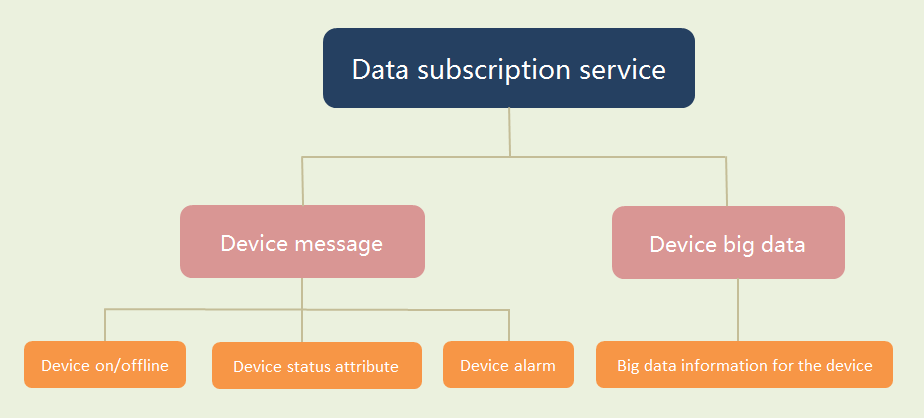 Data subscription service
Device message
Device big data
Device on/offline
Device status attribute
Device alarm
Big data information for the device